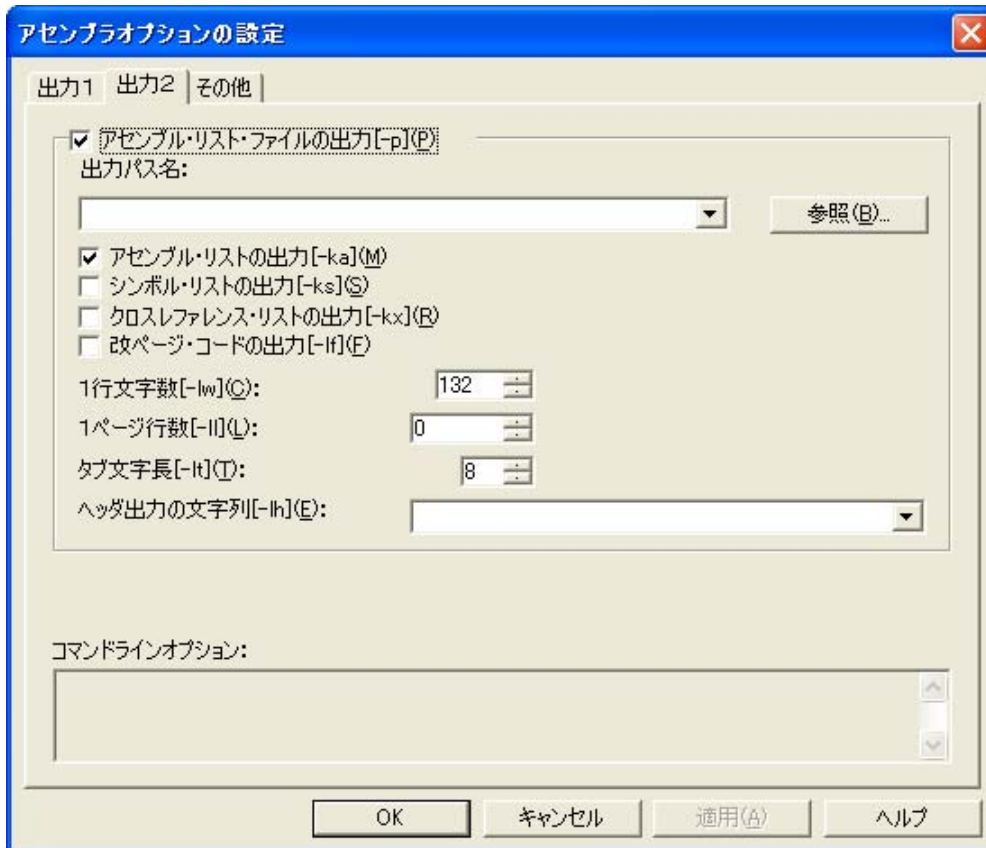 アセンブラオプションの設定
出力1 出力2 その他
アセンブル・リスト・ファイルの出力[-p](P)
出力パス名:
参照(B)...
アセンブル・リストの出力[-ka](M)
シンボル・リストの出力[-ks](S)
クロスレファレンス・リストの出力[-kx](R)
改ページ・コードの出力[-lf](F)
1行文字数[-lw](C): 132
1ページ行数[-ll](L): 0
タブ文字長[-lt](T): 8
ヘッダ出力の文字列[-lh](E):
コマンドラインオプション:
OK キャンセル 適用(A) ヘルプ